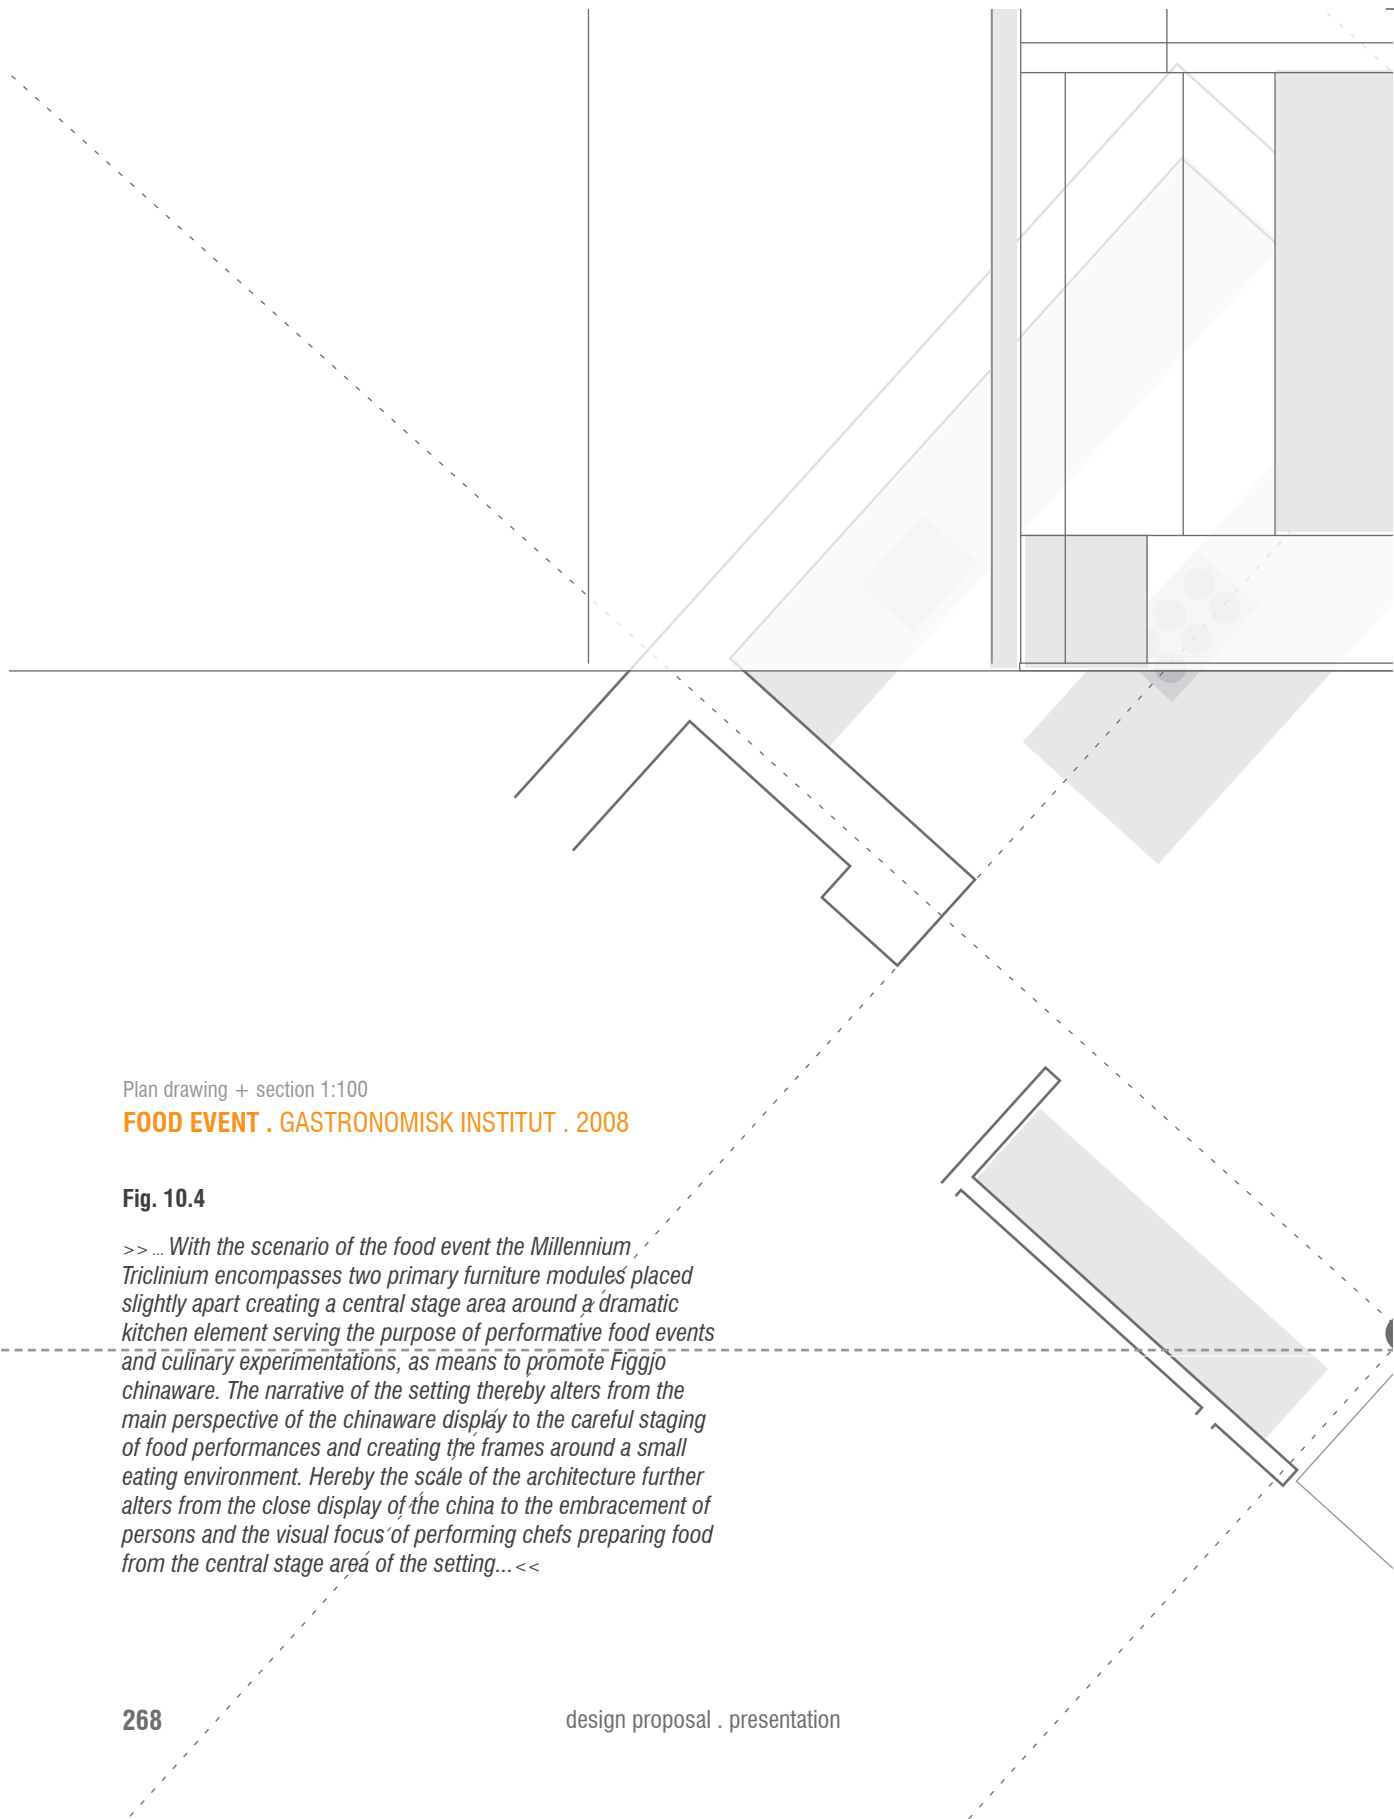 Plan drawing + section 1:100
FOOD EVENT . GASTRONOMISK INSTITUT . 2008
Fig. 10.4
>> ... With the scenario of the food event the Millennium
Triclinium encompasses two primary furniture modules placed
slightly apart creating a central stage area around a dramatic
kitchen element serving the purpose of performative food events
and culinary experimentations, as means to promote Figgjo
chinaware. The narrative of the setting thereby alters from the
main perspective of the chinaware display to the careful staging
of food performances and creating the frames around a small
eating environment. Hereby the scale of the architecture further
alters from the close display of the china to the embracement of
persons and the visual focus of performing chefs preparing food
from the central stage area of the setting... <<
268
design proposal . presentation